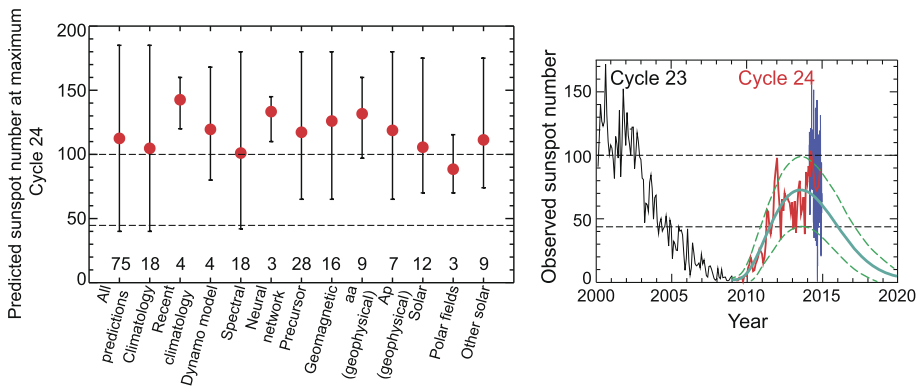 Predicted sunspot number at maximum
Cycle 24
200
150
100
50
0
75 18 4 4 18 3 28 16 9 7 12 3 9
All
predictions
Climatology
Recent
climatology
Dynamo model
Spectral
Neural
network
Precursor
Geomagnetic
aa
(geophysical)
Ap
(geophysical)
Solar
Polar fields
Other solar
Observed sunspot number
150
100
50
0
Cycle 23
Cycle 24
2000 2005 2010 2015 2020
Year